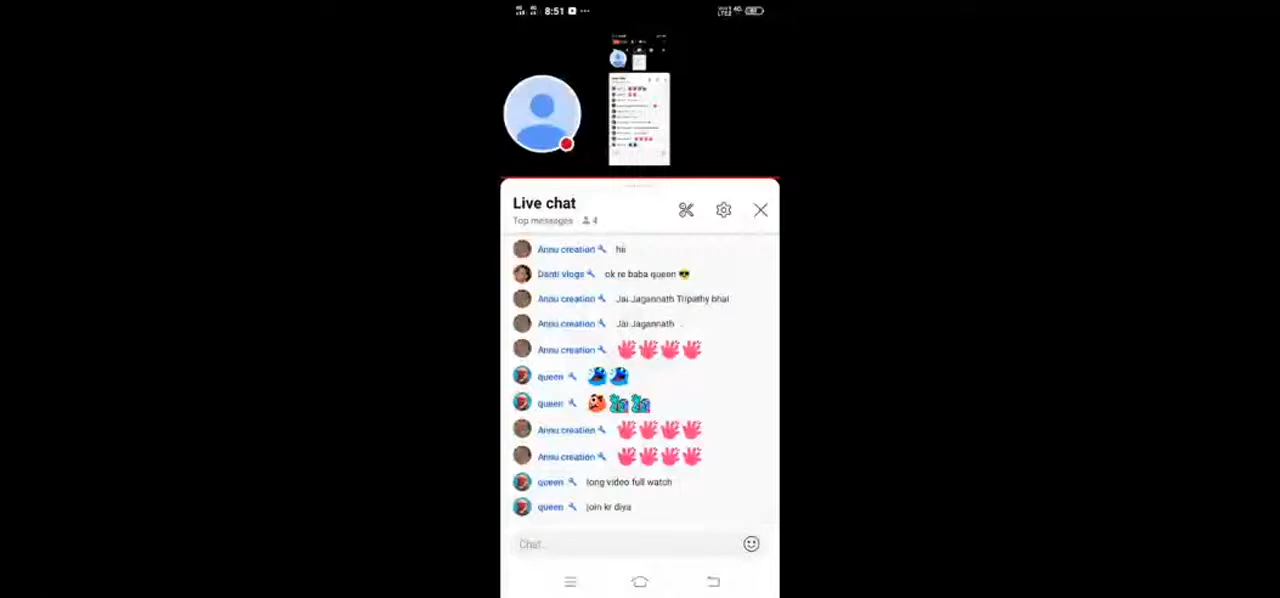 8:51
Live chat
Top messages 4
Annu creation hii
Danti vlogs ok re baba queen 😎
Annu creation Jai Jagannath Tripathy bhai
Annu creation Jai Jagannath
Annu creation
queen
queen
Annu creation
Annu creation
queen long video full watch
queen join kr diya
Chat...